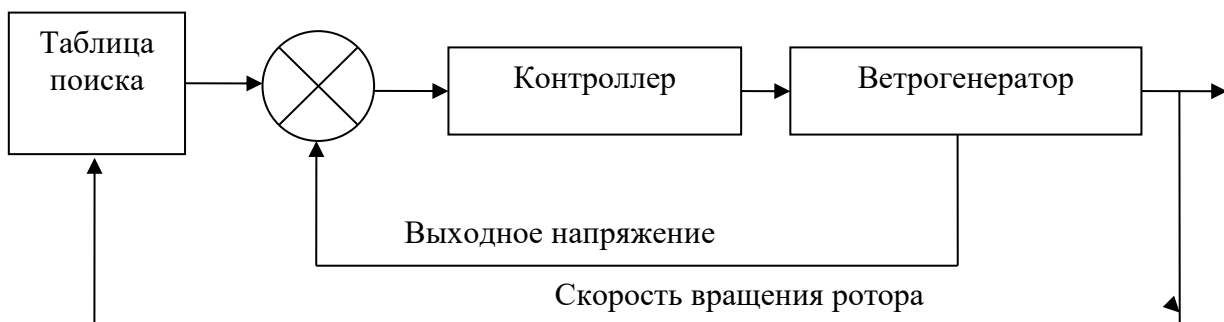 Таблица
поиска
Контроллер
Ветрогенератор
Выходное напряжение
Скорость вращения ротора